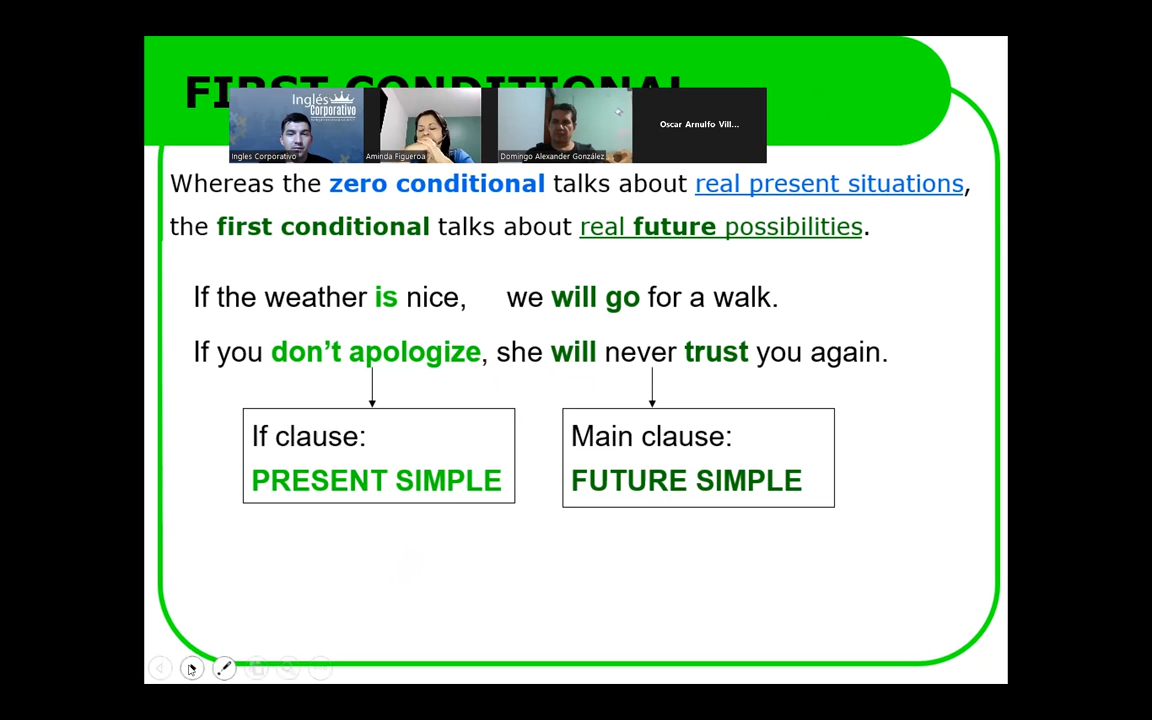 FIRST CONDITIONAL
Inglés
Corporativo
Ingles Corporativo
Aminda Figueroa
Domingo Alexander González
Oscar Arnulfo Vill...
Whereas the zero conditional talks about real present situations,
the first conditional talks about real future possibilities.
If the weather is nice, we will go for a walk.
If you don’t apologize, she will never trust you again.
If clause:
PRESENT SIMPLE
Main clause:
FUTURE SIMPLE